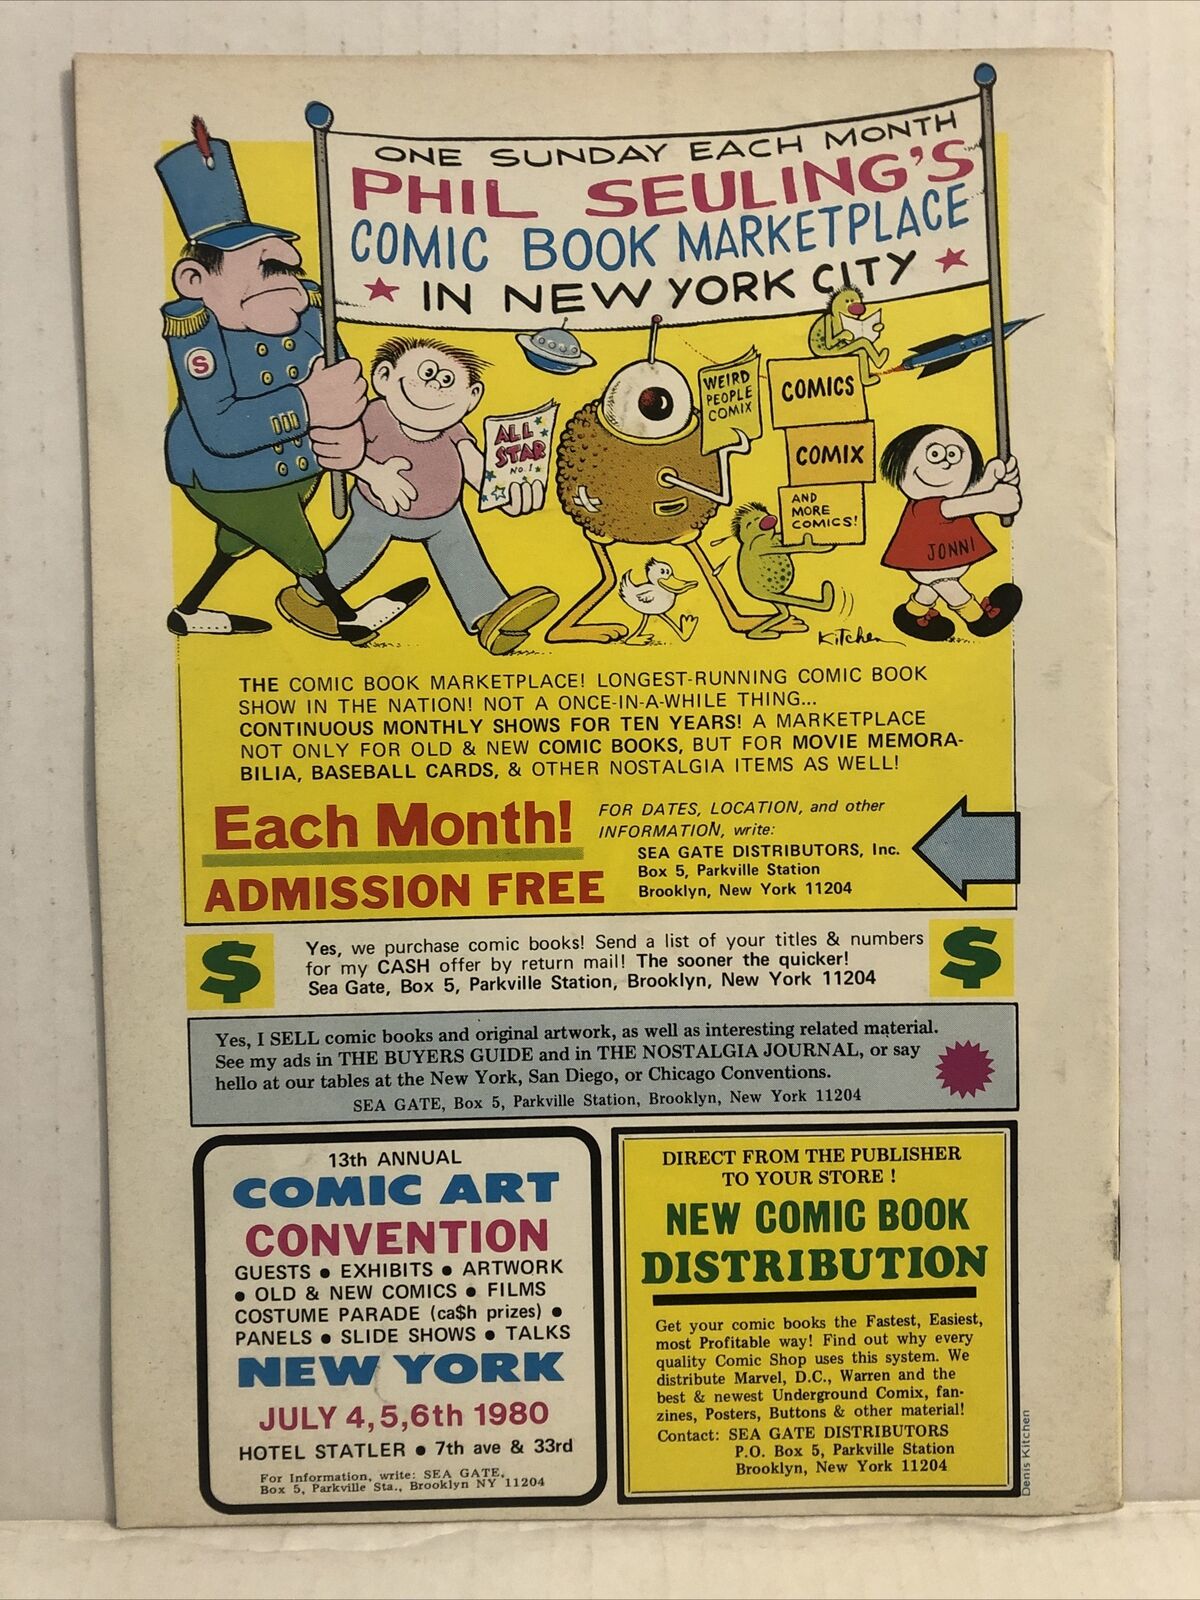 ONE SUNDAY EACH MONTH
PHIL SEULING'S
COMIC BOOK MARKETPLACE
IN NEW YORK CITY
S
ALL
STAR
NO. 1
WEIRD
PEOPLE
COMIX
COMICS
COMIX
AND
MORE
COMICS!
JONNI
Kitchen
THE COMIC BOOK MARKETPLACE! LONGEST-RUNNING COMIC BOOK
SHOW IN THE NATION! NOT A ONCE-IN-A-WHILE THING...
CONTINUOUS MONTHLY SHOWS FOR TEN YEARS! A MARKETPLACE
NOT ONLY FOR OLD & NEW COMIC BOOKS, BUT FOR MOVIE MEMORA-
BILIA, BASEBALL CARDS, & OTHER NOSTALGIA ITEMS AS WELL!
Each Month!
ADMISSION FREE
FOR DATES, LOCATION, and other
INFORMATION, write:
SEA GATE DISTRIBUTORS, Inc.
Box 5, Parkville Station
Brooklyn, New York 11204
$
Yes, we purchase comic books! Send a list of your titles & numbers
for my CASH offer by return mail! The sooner the quicker!
Sea Gate, Box 5, Parkville Station, Brooklyn, New York 11204
$
Yes, I SELL comic books and original artwork, as well as interesting related material.
See my ads in THE BUYERS GUIDE and in THE NOSTALGIA JOURNAL, or say
hello at our tables at the New York, San Diego, or Chicago Conventions.
SEA GATE, Box 5, Parkville Station, Brooklyn, New York 11204
13th ANNUAL
COMIC ART
CONVENTION
GUESTS ● EXHIBITS ● ARTWORK
● OLD & NEW COMICS ● FILMS
COSTUME PARADE (ca$h prizes) ●
PANELS ● SLIDE SHOWS ● TALKS
NEW YORK
JULY 4,5,6th 1980
HOTEL STATLER ● 7th ave & 33rd
For Information, write: SEA GATE,
Box 5, Parkville Sta., Brooklyn NY 11204
DIRECT FROM THE PUBLISHER
TO YOUR STORE !
NEW COMIC BOOK
DISTRIBUTION
Get your comic books the Fastest, Easiest,
most Profitable way! Find out why every
quality Comic Shop uses this system. We
distribute Marvel, D.C., Warren and the
best & newest Underground Comix, fan-
zines, Posters, Buttons & other material!
Contact: SEA GATE DISTRIBUTORS
P.O. Box 5, Parkville Station
Brooklyn, New York 11204
Denis Kitchen